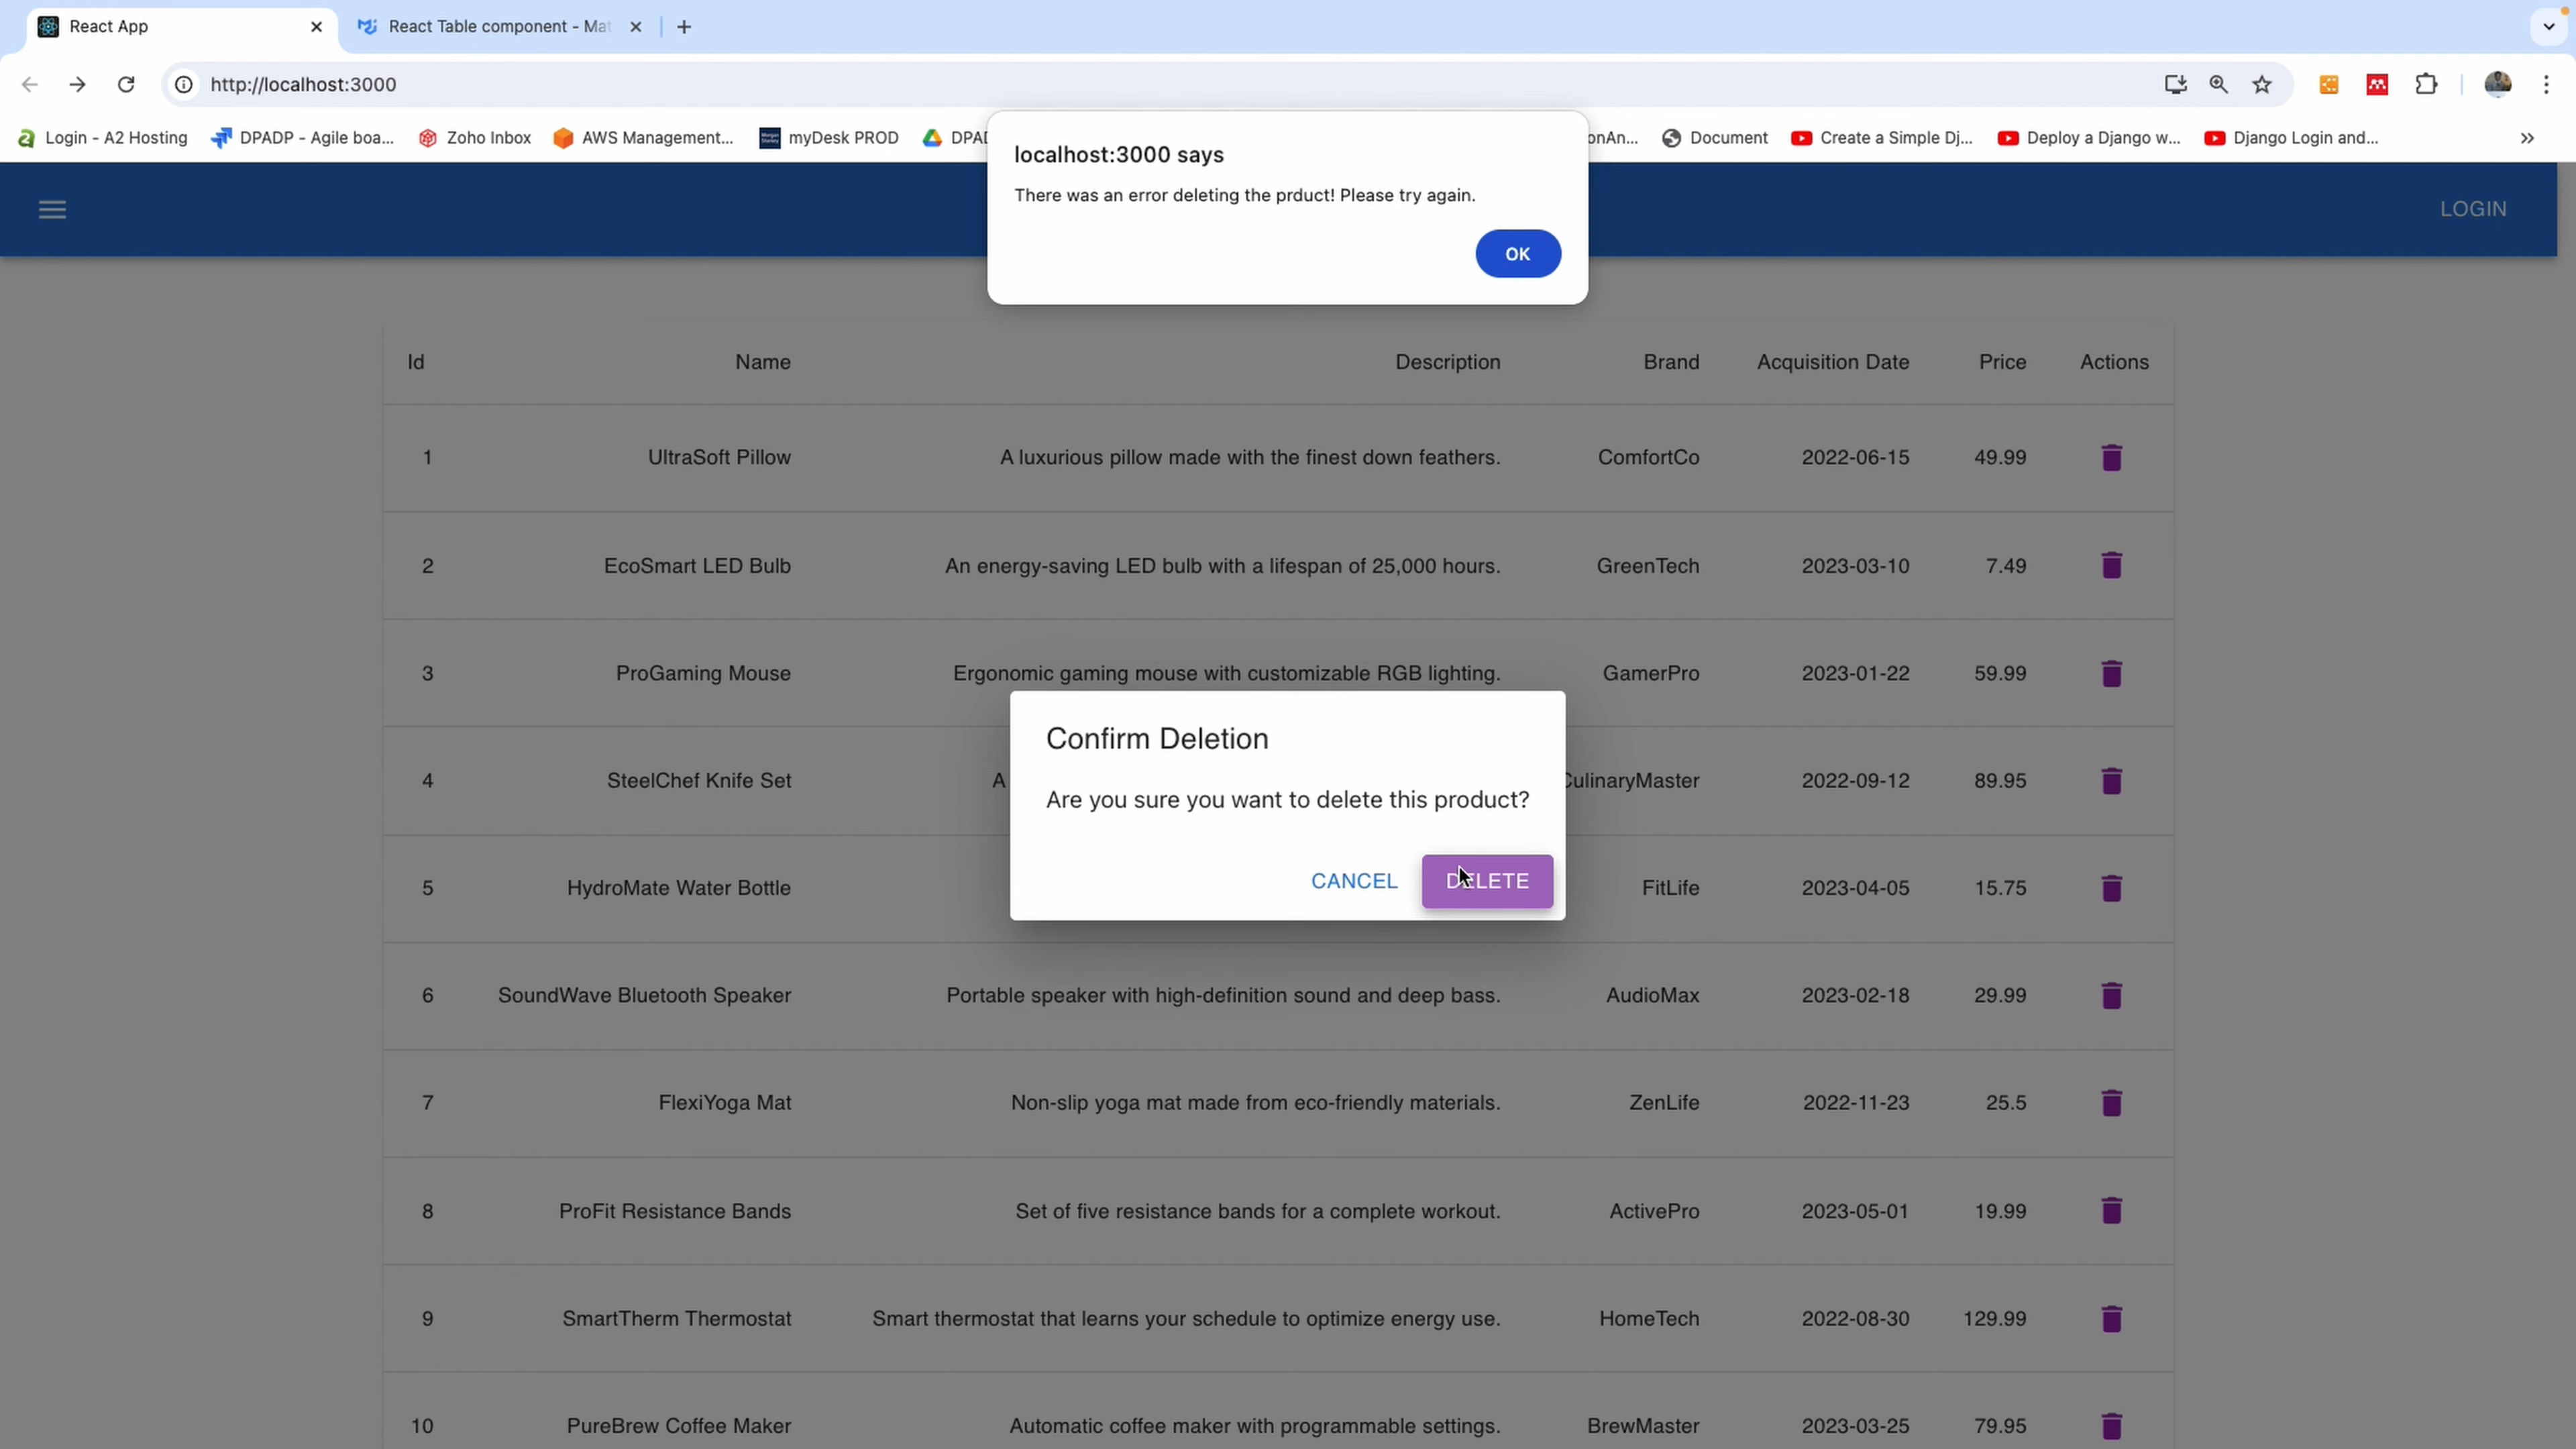 React App
React Table component - Mat
http://localhost:3000
Login - A2 Hosting
DPADP - Agile boa...
Zoho Inbox
AWS Management...
myDesk PROD
DPAD
onAn...
Document
Create a Simple Dj...
Deploy a Django w...
Django Login and...
localhost:3000 says
There was an error deleting the prduct! Please try again.
OK
LOGIN
Id Name Description Brand Acquisition Date Price Actions
1 UltraSoft Pillow A luxurious pillow made with the finest down feathers. ComfortCo 2022-06-15 49.99
2 EcoSmart LED Bulb An energy-saving LED bulb with a lifespan of 25,000 hours. GreenTech 2023-03-10 7.49
3 ProGaming Mouse Ergonomic gaming mouse with customizable RGB lighting. GamerPro 2023-01-22 59.99
4 SteelChef Knife Set A CulinaryMaster 2022-09-12 89.95
5 HydroMate Water Bottle FitLife 2023-04-05 15.75
Confirm Deletion
Are you sure you want to delete this product?
CANCEL DELETE
6 SoundWave Bluetooth Speaker Portable speaker with high-definition sound and deep bass. AudioMax 2023-02-18 29.99
7 FlexiYoga Mat Non-slip yoga mat made from eco-friendly materials. ZenLife 2022-11-23 25.5
8 ProFit Resistance Bands Set of five resistance bands for a complete workout. ActivePro 2023-05-01 19.99
9 SmartTherm Thermostat Smart thermostat that learns your schedule to optimize energy use. HomeTech 2022-08-30 129.99
10 PureBrew Coffee Maker Automatic coffee maker with programmable settings. BrewMaster 2023-03-25 79.95